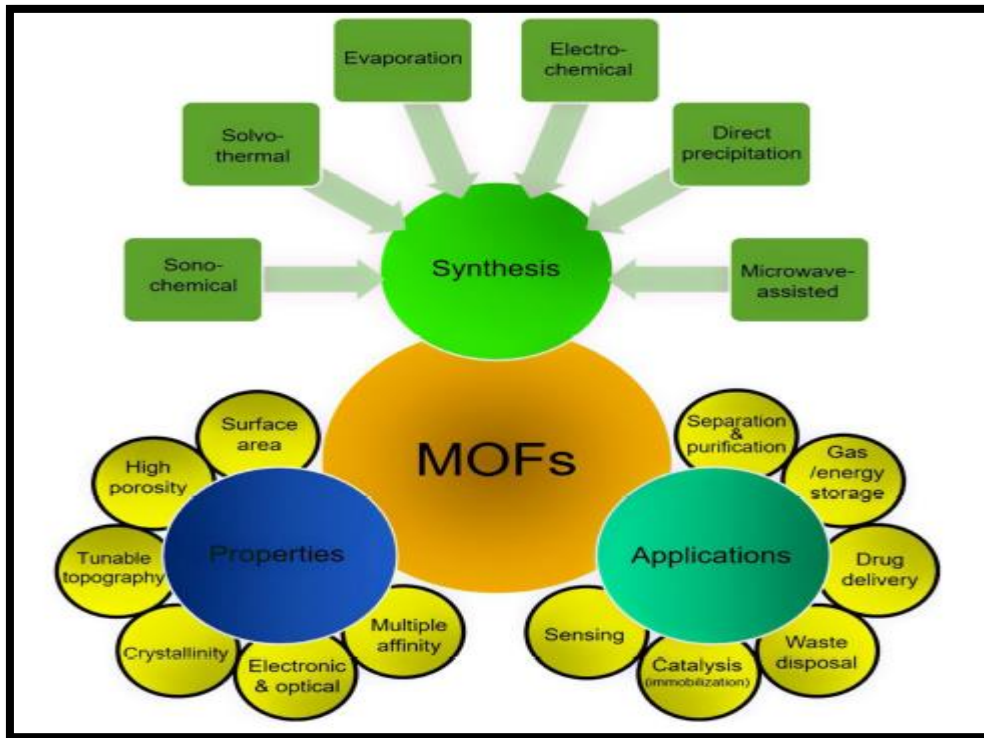 Evaporation
Electro-
chemical
Solvo-
thermal
Direct
precipitation
Sono-
chemical
Synthesis
Microwave-
assisted
MOFs
Surface
area
High
porosity
Tunable
topography
Crystallinity
Electronic
& optical
Multiple
affinity
Properties
Separation
&
purification
Gas
/energy
storage
Drug
delivery
Waste
disposal
Catalysis
(immobilization)
Sensing
Applications